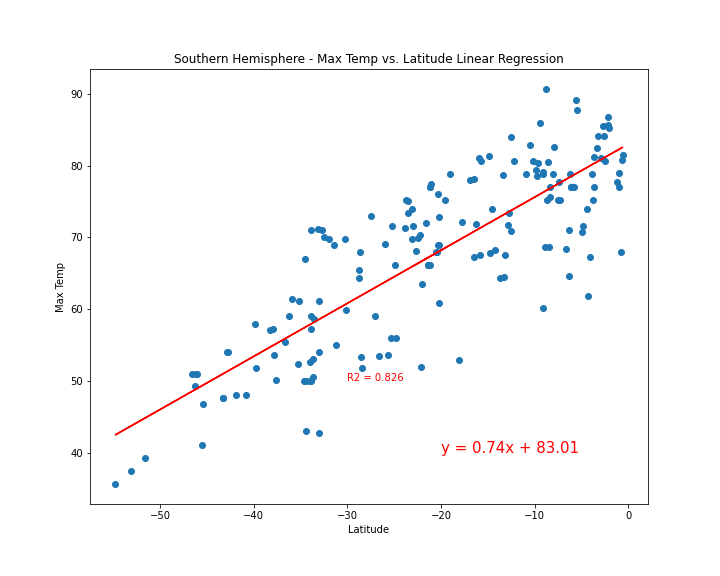 Southern Hemisphere - Max Temp vs. Latitude Linear Regression
Max Temp
90
80
70
60
50
40
R2 = 0.826
y = 0.74x + 83.01
−50
−40
−30
−20
−10
0
Latitude